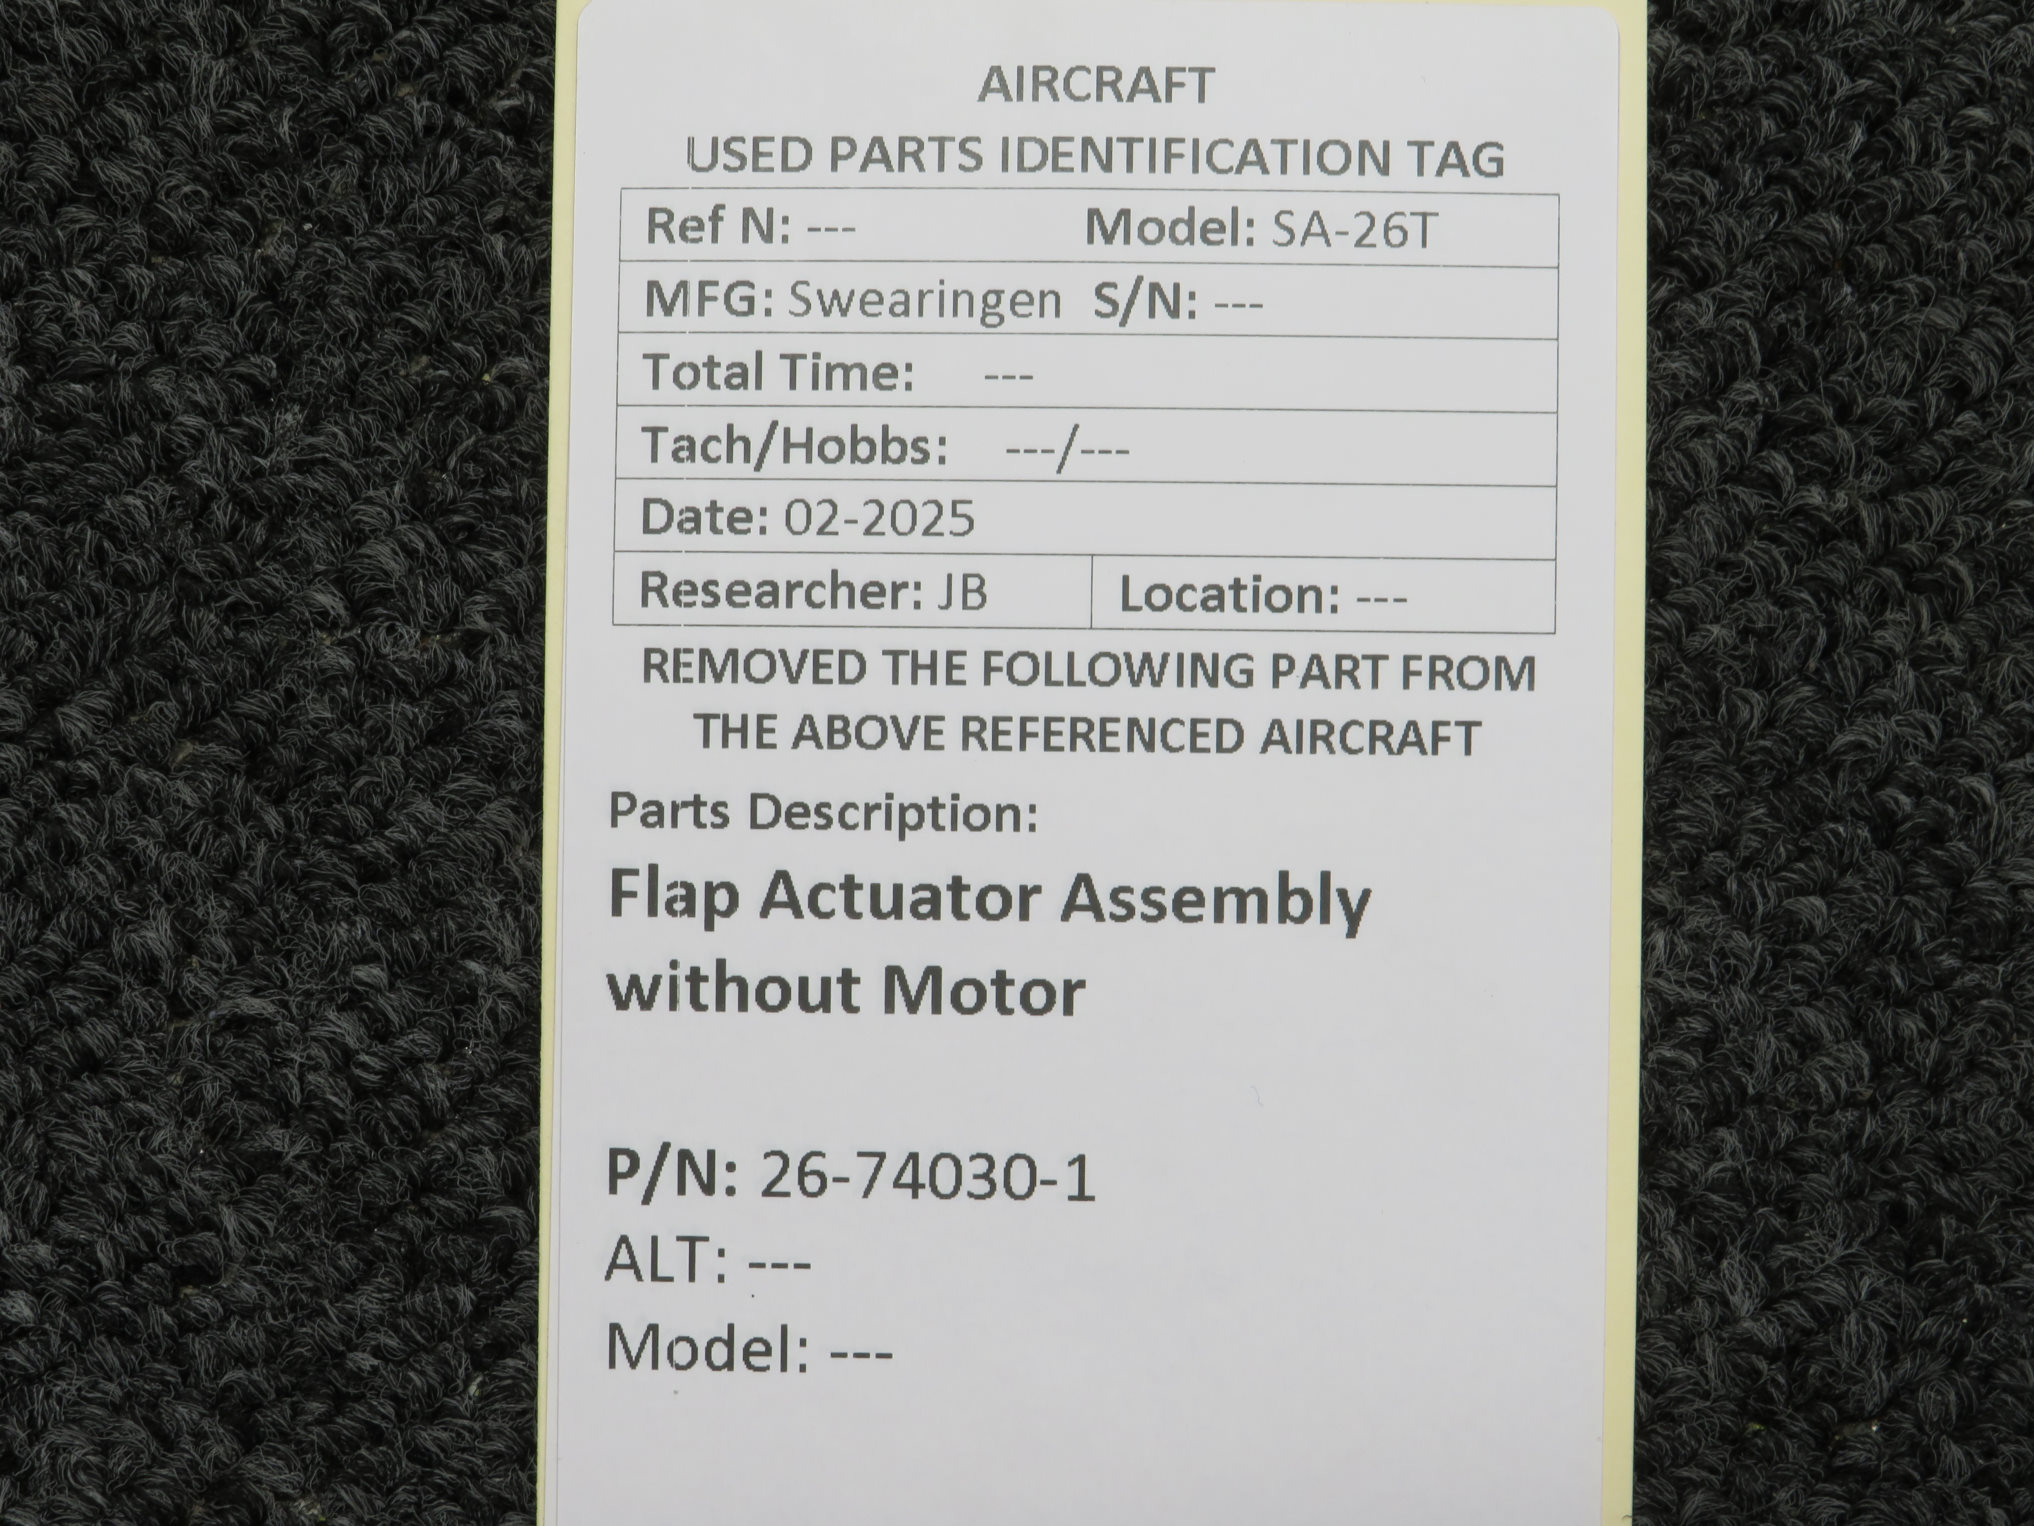 AIRCRAFT
USED PARTS IDENTIFICATION TAG
Ref N: --- Model: SA-26T
MFG: Swearingen S/N: ---
Total Time: ---
Tach/Hobbs: ---/---
Date: 02-2025
Researcher: JB Location: ---
REMOVED THE FOLLOWING PART FROM
THE ABOVE REFERENCED AIRCRAFT
Parts Description:
Flap Actuator Assembly
without Motor
P/N: 26-74030-1
ALT: ---
Model: ---